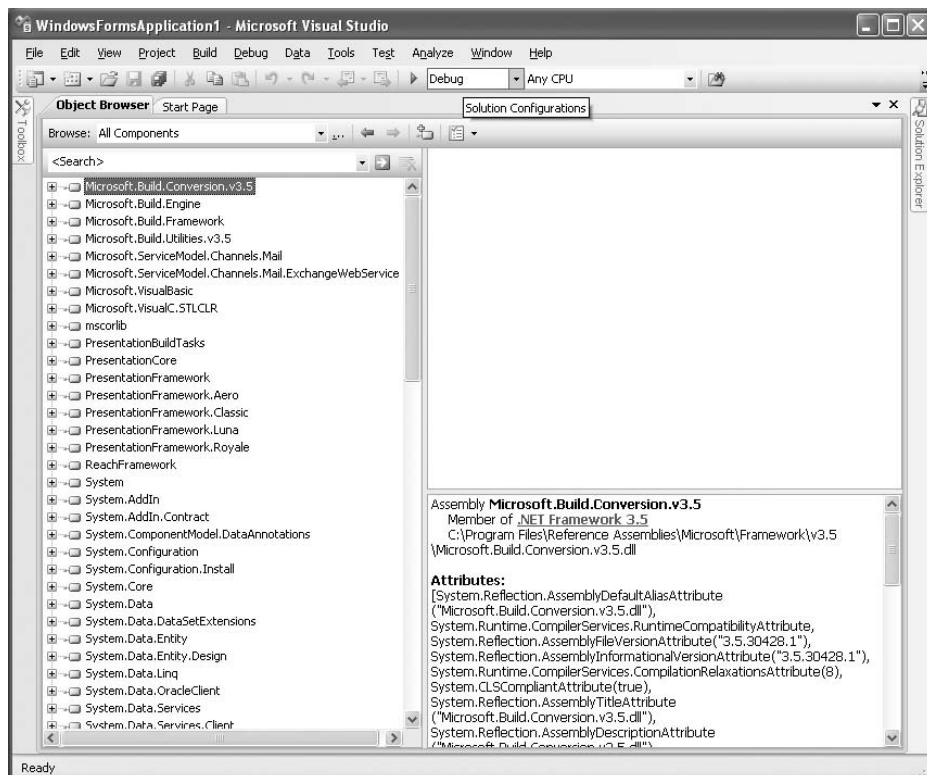 WindowsFormsApplication1 - Microsoft Visual Studio
File Edit View Project Build Debug Data Tools Test Analyze Window Help
Debug Any CPU
Solution Configurations
Toolbox
Object Browser Start Page
Solution Explorer
Browse: All Components
<Search>
Microsoft.Build.Conversion.v3.5
Microsoft.Build.Engine
Microsoft.Build.Framework
Microsoft.Build.Utilities.v3.5
Microsoft.ServiceModel.Channels.Mail
Microsoft.ServiceModel.Channels.Mail.ExchangeWebService
Microsoft.VisualBasic
Microsoft.VisualC.STLCLR
mscorlib
PresentationBuildTasks
PresentationCore
PresentationFramework
PresentationFramework.Aero
PresentationFramework.Classic
PresentationFramework.Luna
PresentationFramework.Royale
ReachFramework
System
System.AddIn
System.AddIn.Contract
System.ComponentModel.DataAnnotations
System.Configuration
System.Configuration.Install
System.Core
System.Data
System.Data.DataSetExtensions
System.Data.Entity
System.Data.Entity.Design
System.Data.Linq
System.Data.OracleClient
System.Data.Services
System.Data.Services.Client
Assembly Microsoft.Build.Conversion.v3.5
Member of .NET Framework 3.5
C:\Program Files\Reference Assemblies\Microsoft\Framework\v3.5
\Microsoft.Build.Conversion.v3.5.dll
Attributes:
[System.Reflection.AssemblyDefaultAliasAttribute
("Microsoft.Build.Conversion.v3.5.dll"),
System.Runtime.CompilerServices.RuntimeCompatibilityAttribute,
System.Reflection.AssemblyFileVersionAttribute("3.5.30428.1"),
System.Reflection.AssemblyInformationalVersionAttribute("3.5.30428.1"),
System.Runtime.CompilerServices.CompilationRelaxationsAttribute(8),
System.CLSCompliantAttribute(true),
System.Reflection.AssemblyTitleAttribute
("Microsoft.Build.Conversion.v3.5.dll"),
System.Reflection.AssemblyDescriptionAttribute
("Microsoft.Build.Conversion.v3.5.dll")
Ready